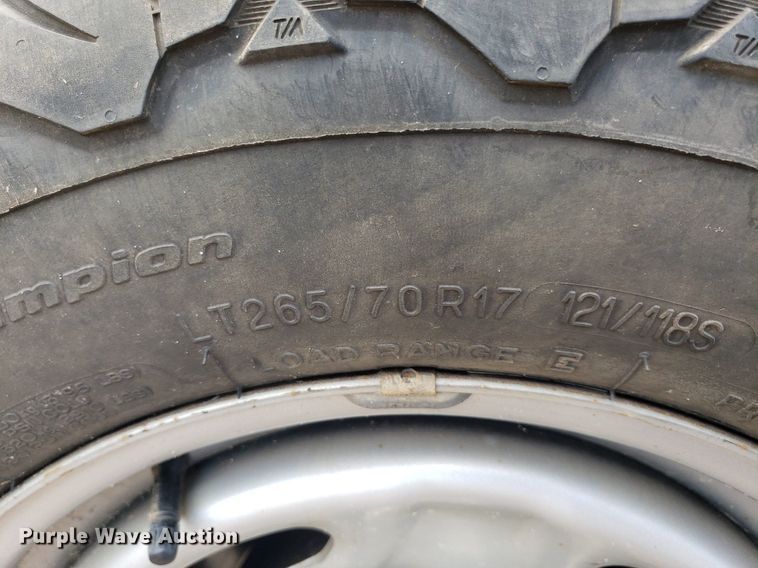 T/A
T/A
mpion
LT265/70R17 121/118S
LOAD RANGE E
Purple Wave Auction